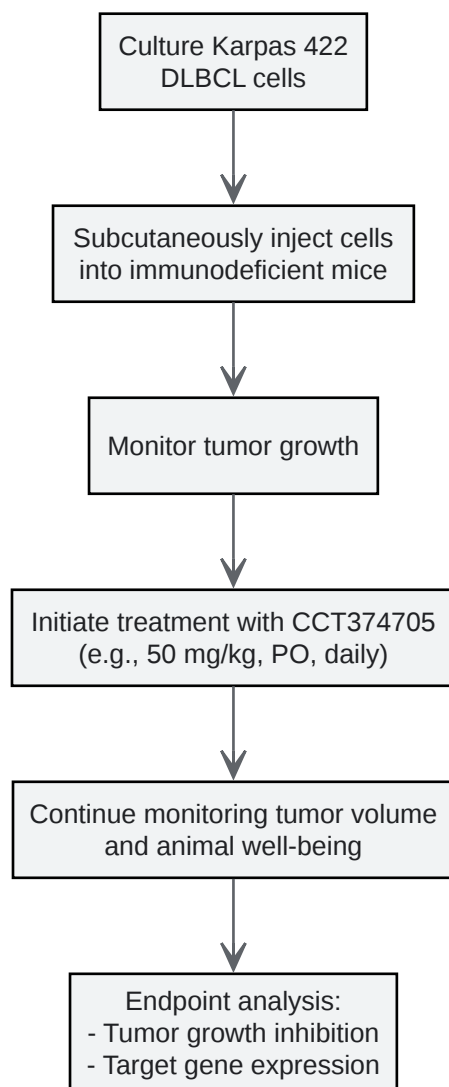 Culture Karpas 422
DLBCL cells
Subcutaneously inject cells
into immunodeficient mice
Monitor tumor growth
Initiate treatment with CCT374705
(e.g., 50 mg/kg, PO, daily)
Continue monitoring tumor volume
and animal well-being
Endpoint analysis:
- Tumor growth inhibition
- Target gene expression